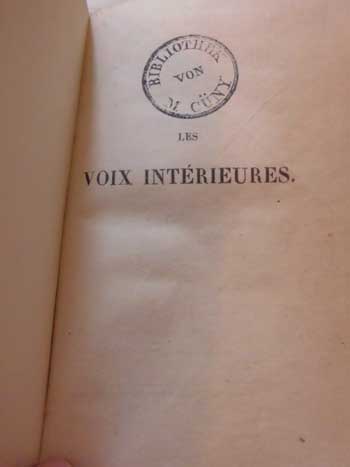 BIBLIOTHEK
VON
M CÜNY
LES
VOIX INTÉRIEURES.